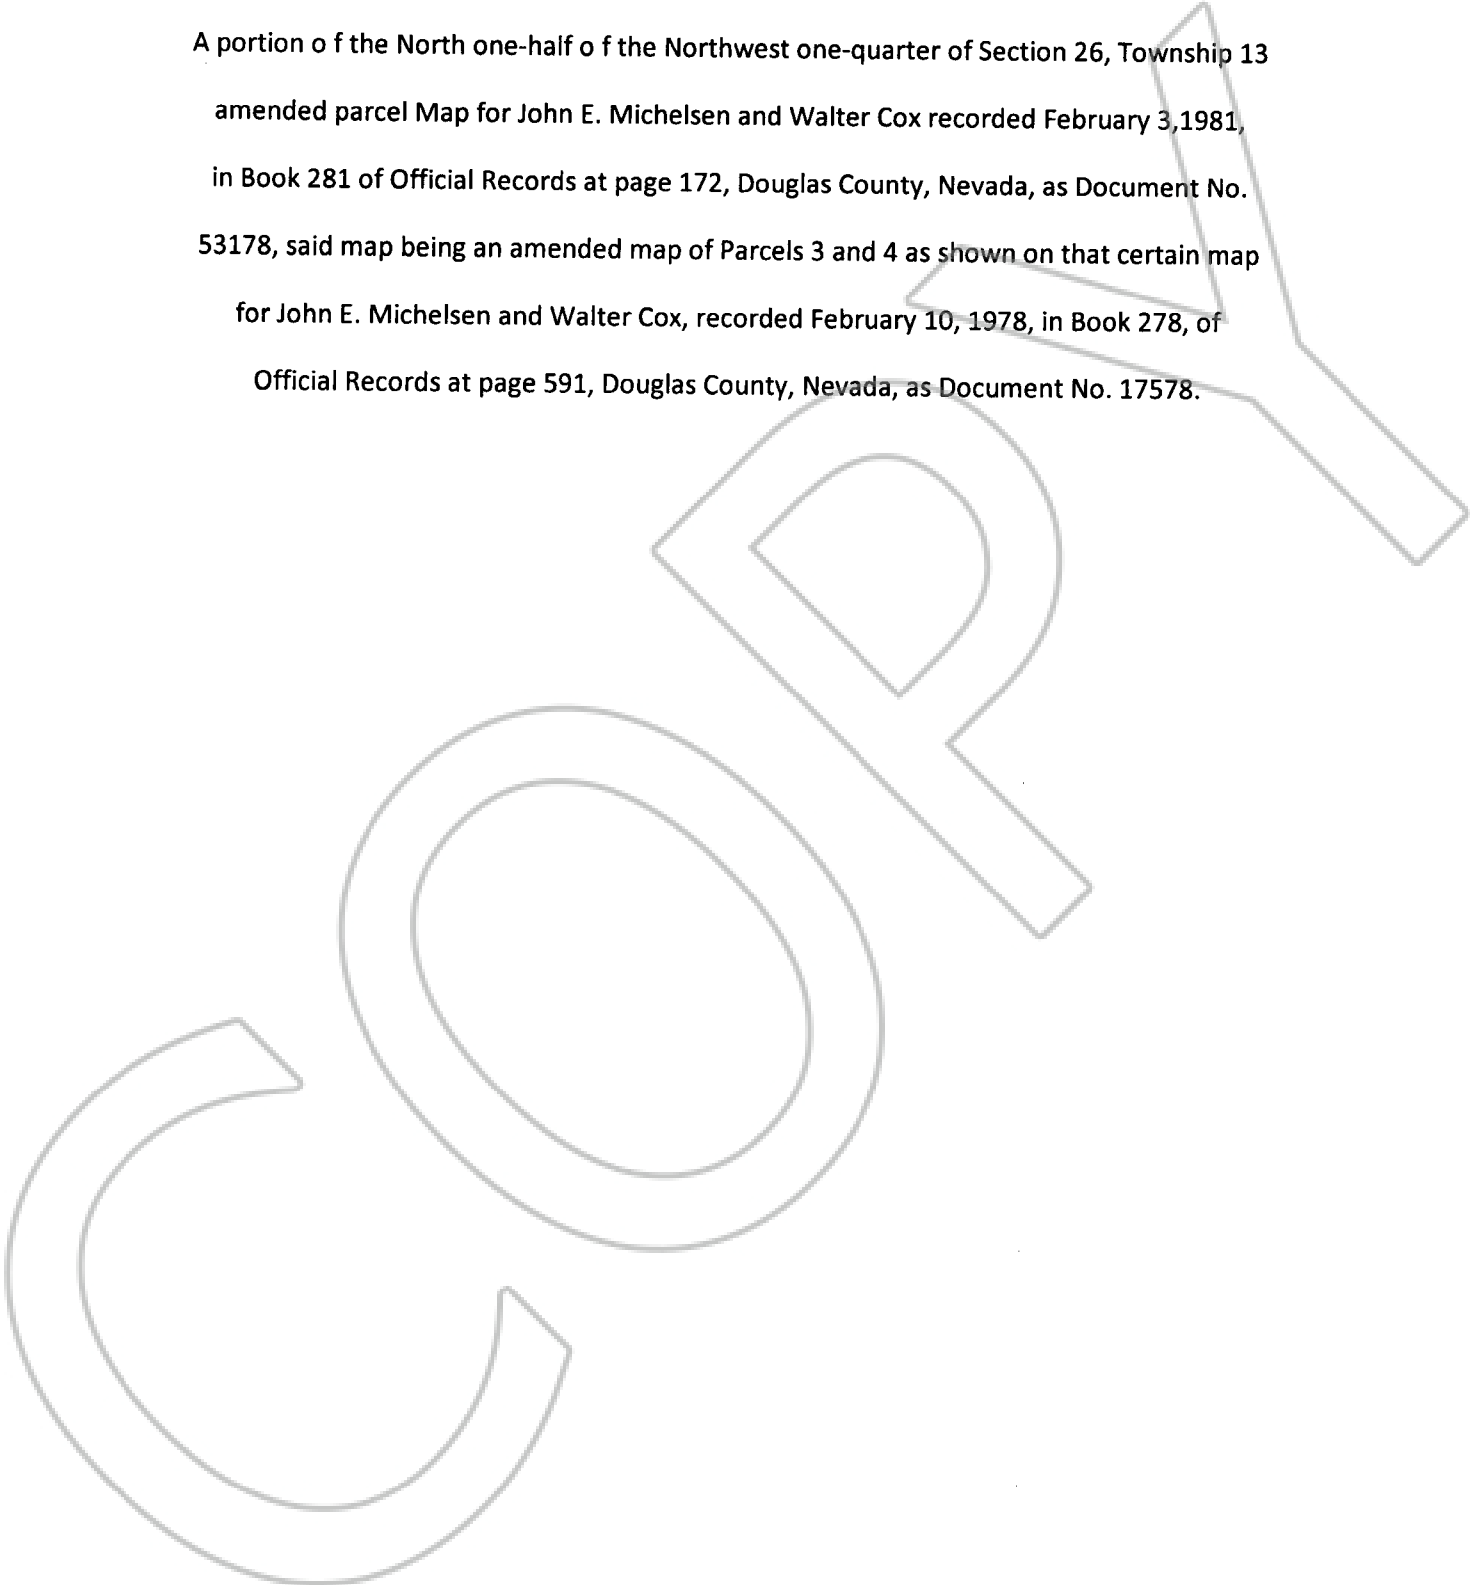 A portion o f the North one-half o f the Northwest one-quarter of Section 26, Township 13
amended parcel Map for John E. Michelsen and Walter Cox recorded February 3,1981,
in Book 281 of Official Records at page 172, Douglas County, Nevada, as Document No.
53178, said map being an amended map of Parcels 3 and 4 as shown on that certain map
for John E. Michelsen and Walter Cox, recorded February 10, 1978, in Book 278, of
Official Records at page 591, Douglas County, Nevada, as Document No. 17578.
COPY